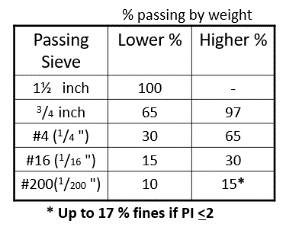 % passing by weight
Passing Sieve Lower % Higher %
1½ inch 100 -
3/4 inch 65 97
#4 (1/4 ") 30 65
#16 (1/16 ") 15 30
#200(1/200 ") 10 15*
* Up to 17 % fines if PI ≤2